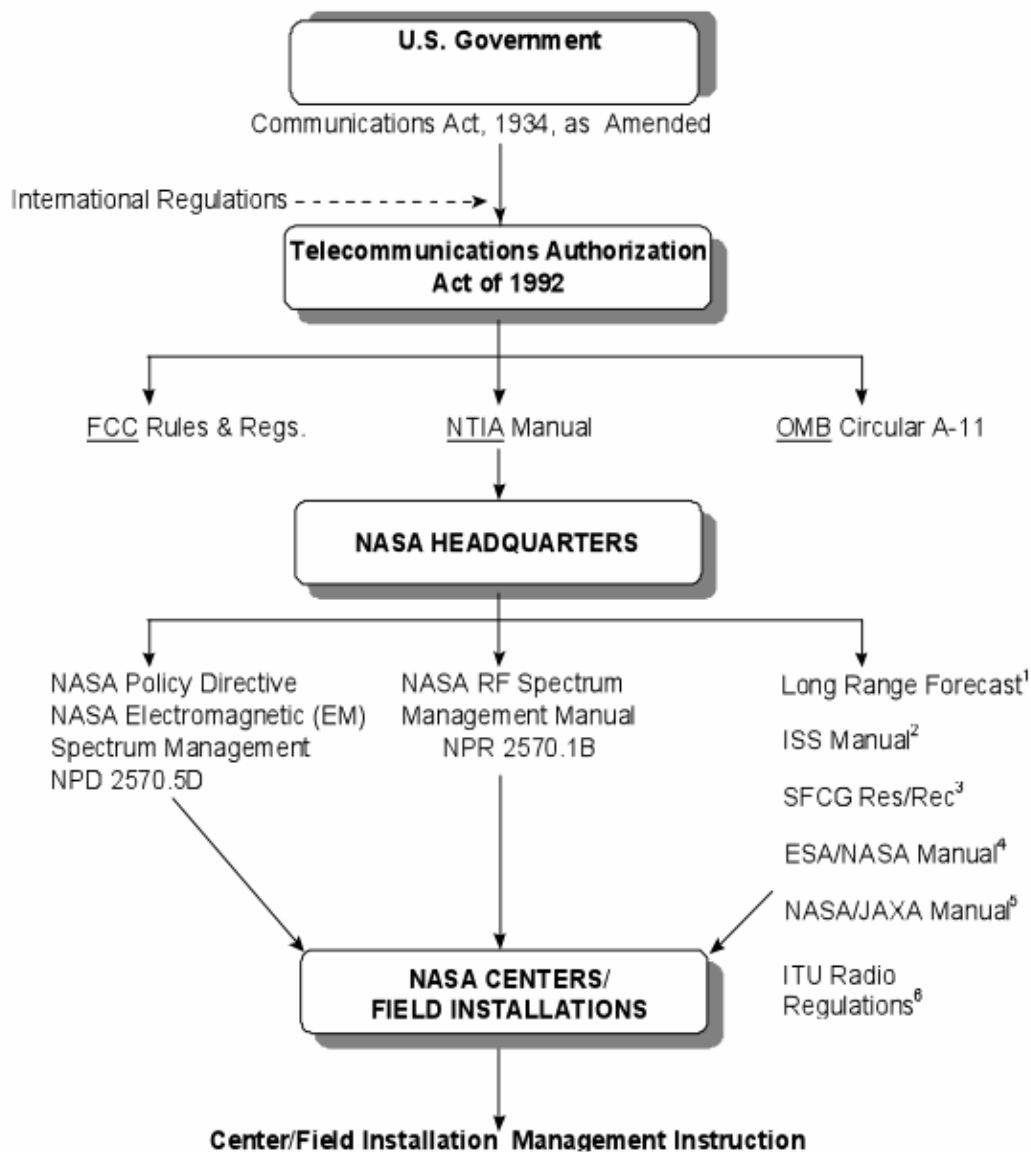 U.S. Government
Communications Act, 1934, as Amended
International Regulations
Telecommunications Authorization
Act of 1992
FCC Rules & Regs.
NTIA Manual
OMB Circular A-11
NASA HEADQUARTERS
NASA Policy Directive
NASA Electromagnetic (EM)
Spectrum Management
NPD 2570.5D
NASA RF Spectrum
Management Manual
NPR 2570.1B
Long Range Forecast¹
ISS Manual²
SFCG Res/Rec³
ESA/NASA Manual⁴
NASA/JAXA Manual⁵
ITU Radio
Regulations⁶
NASA CENTERS/
FIELD INSTALLATIONS
Center/Field Installation Management Instruction